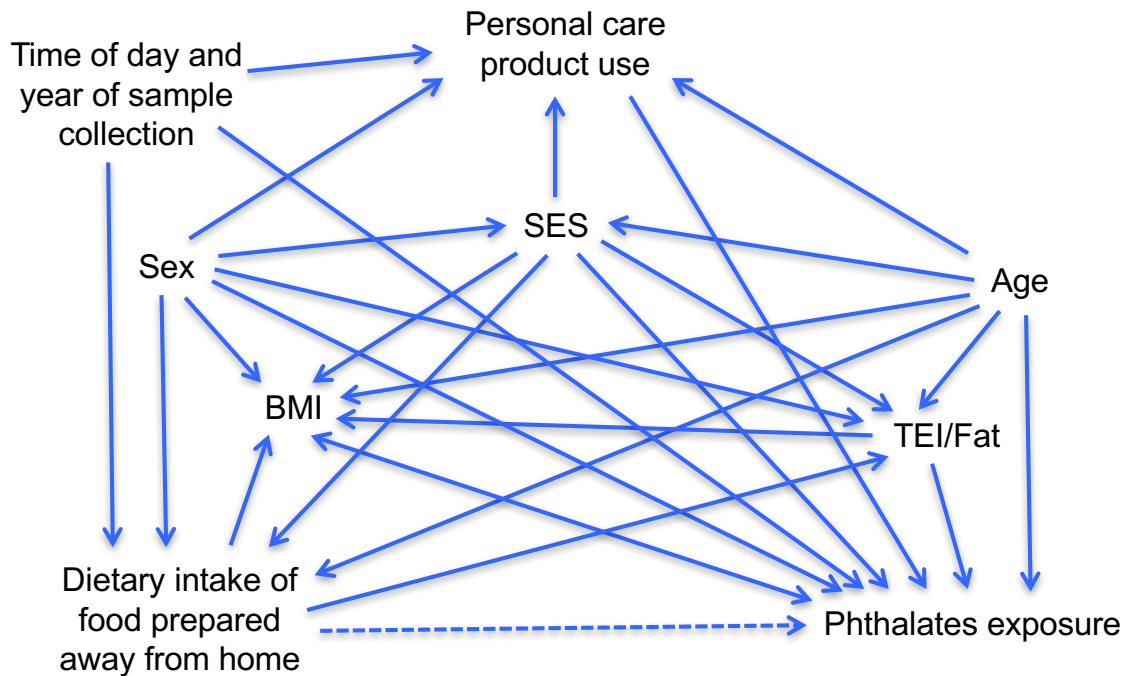 Personal care
product use
Time of day and
year of sample
collection
SES
Sex
Age
BMI
TEI/Fat
Dietary intake of
food prepared
away from home
Phthalates exposure